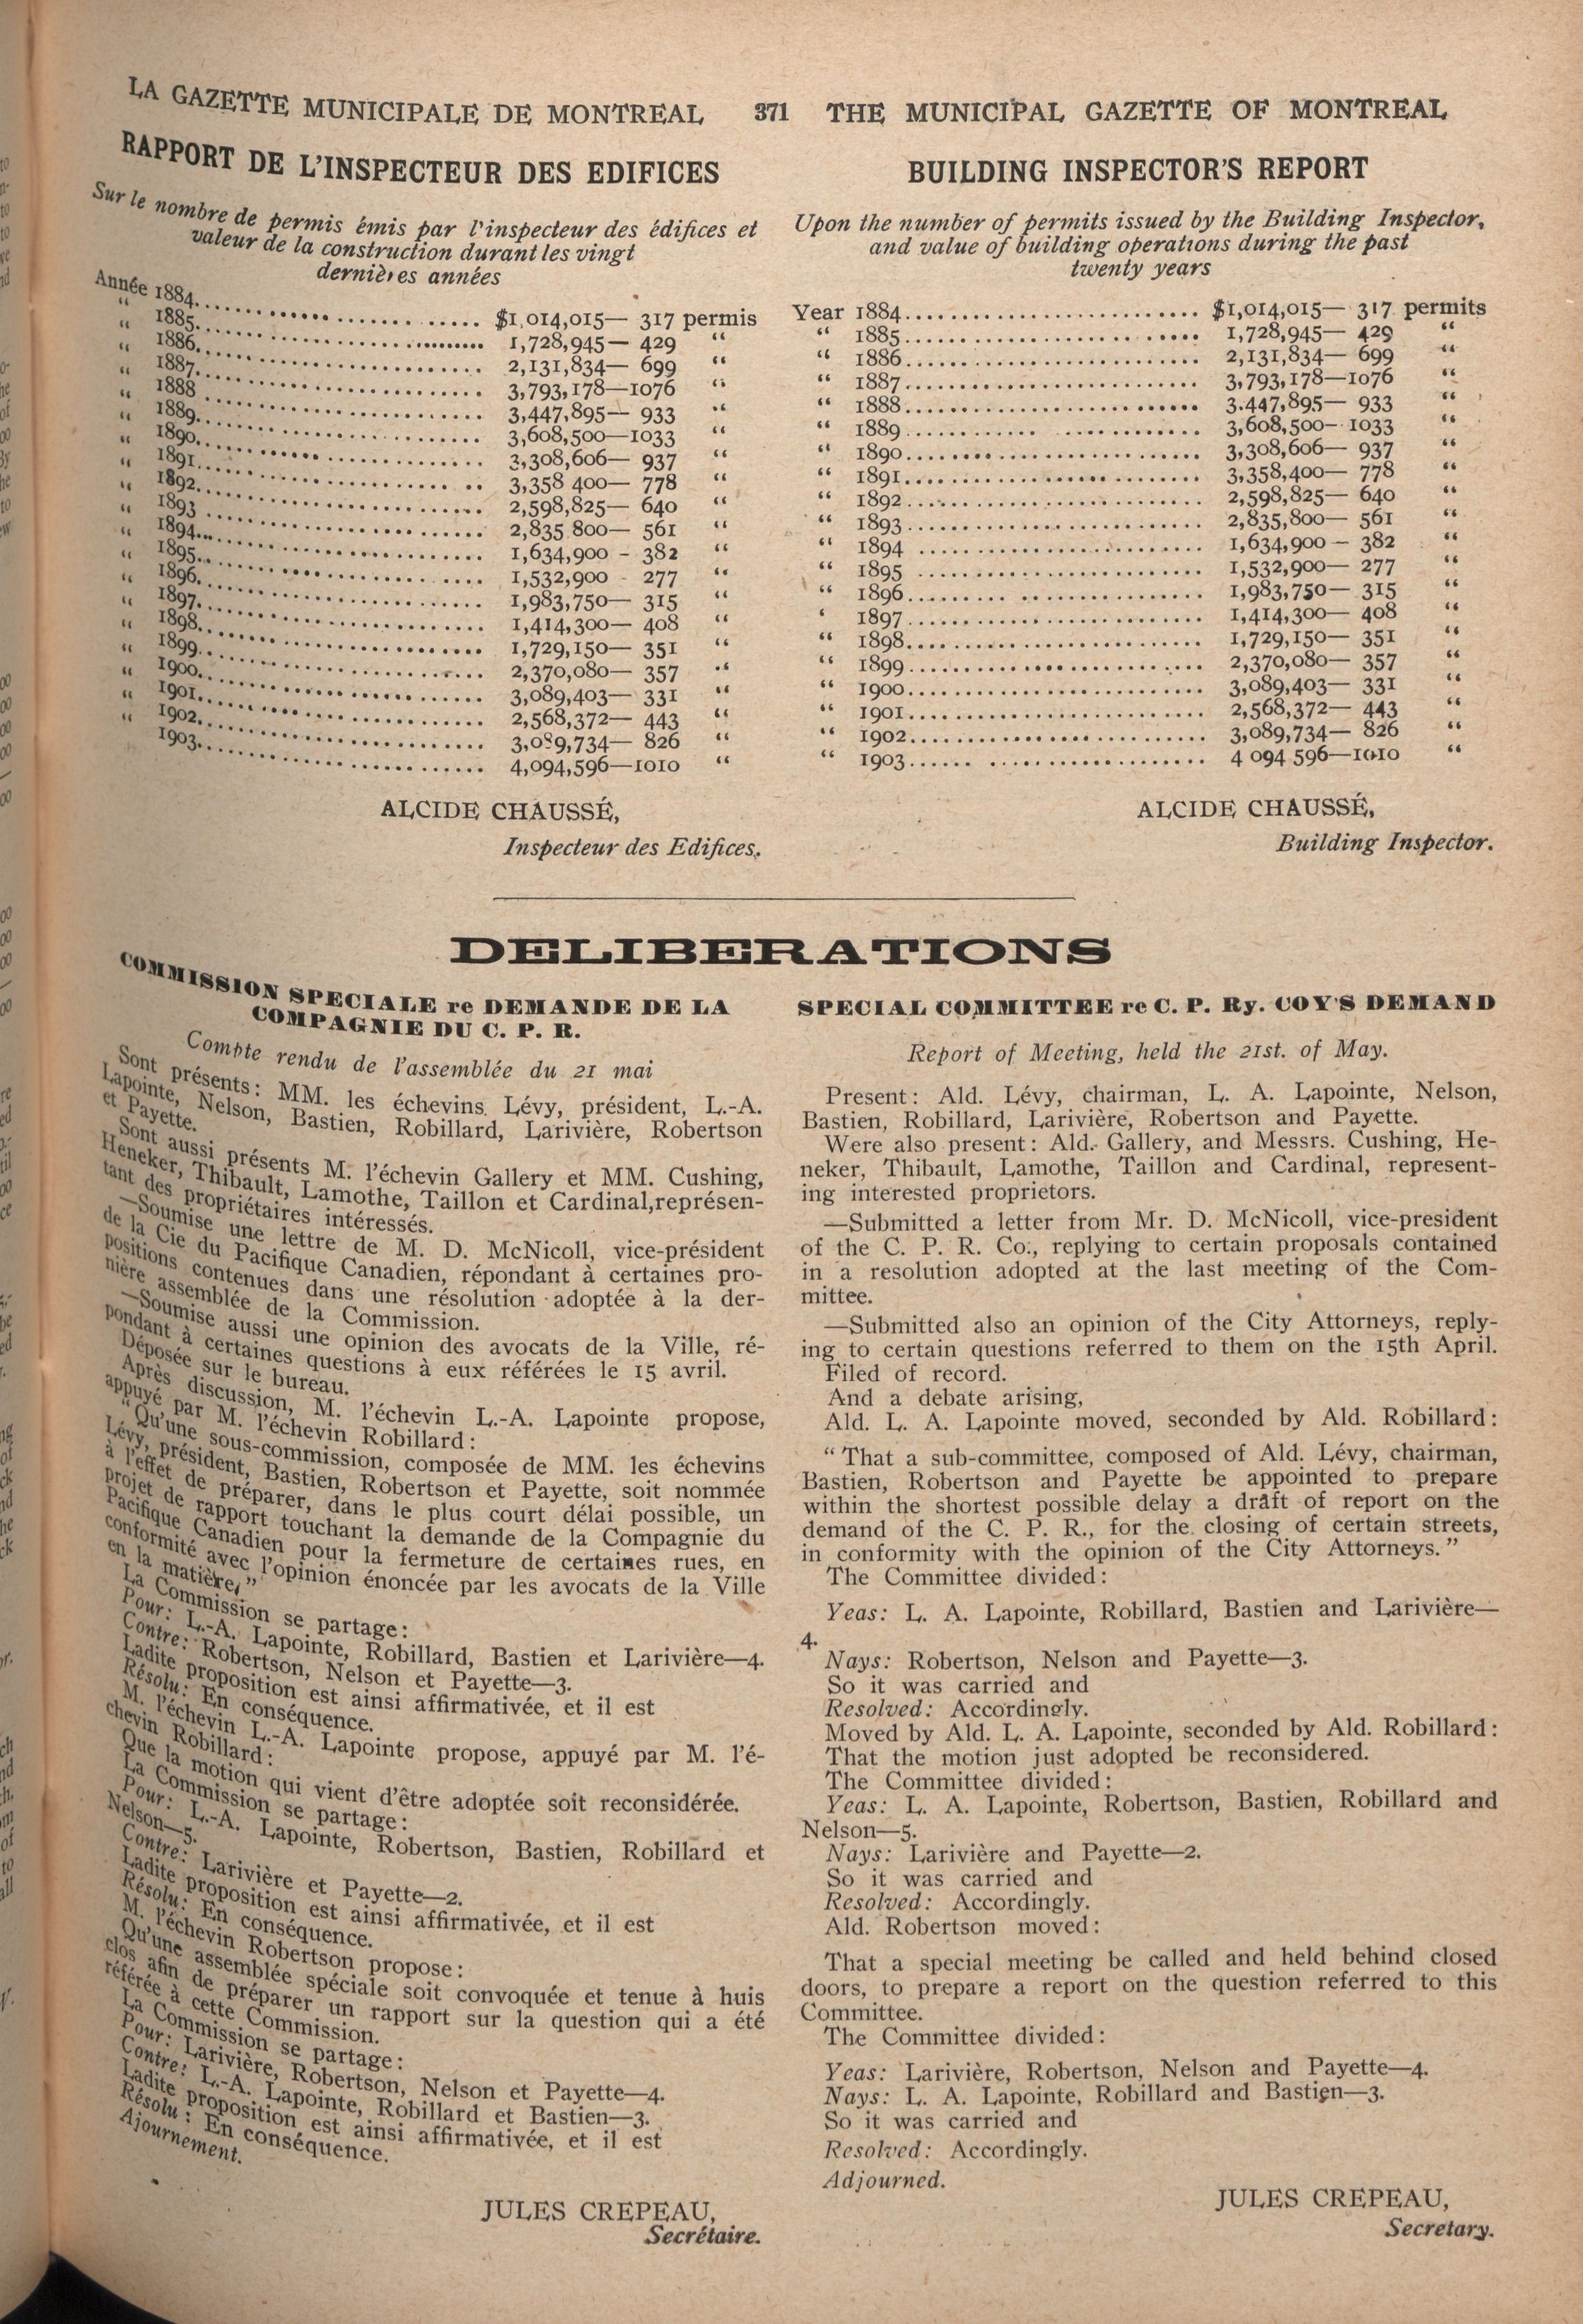 LA GAZETTE MUNICIPALE DE MONTREAL 371 THE MUNICIPAL GAZETTE OF MONTREAL
RAPPORT DE L'INSPECTEUR DES EDIFICES
Sur le nombre de permis émis par l'inspecteur des édifices et
valeur de la construction durant les vingt
dernières années
Année 1884........................ $1,014,015— 317 permis
“ 1885........................ 1,728,945— 429 “
“ 1886........................ 2,131,834— 699 “
“ 1887........................ 3,793,178—1076 “
“ 1888........................ 3,447,895— 933 “
“ 1889........................ 3,608,500—1033 “
“ 1890........................ 3,308,606— 937 “
“ 1891........................ 3,358 400— 778 “
“ 1892........................ 2,598,825— 640 “
“ 1893........................ 2,835 800— 561 “
“ 1894........................ 1,634,900 - 382 “
“ 1895........................ 1,532,900 - 277 “
“ 1896........................ 1,983,750— 315 “
“ 1897........................ 1,414,300— 408 “
“ 1898........................ 1,729,150— 351 “
“ 1899........................ 2,370,080— 357 “
“ 1900........................ 3,089,403— 331 “
“ 1901........................ 2,568,372— 443 “
“ 1902........................ 3,089,734— 826 “
1903........................ 4,094,596—1010 “
ALCIDE CHAUSSÉ,
Inspecteur des Edifices.
BUILDING INSPECTOR'S REPORT
Upon the number of permits issued by the Building Inspector,
and value of building operations during the past
twenty years
Year 1884........................ $1,014,015— 317 permits
“ 1885........................ 1,728,945— 429 “
“ 1886........................ 2,131,834— 699 “
“ 1887........................ 3,793,178—1076 “
“ 1888........................ 3.447,895— 933 “
“ 1889........................ 3,608,500— 1033 “
“ 1890........................ 3,308,606— 937 “
“ 1891........................ 3,358,400— 778 “
“ 1892........................ 2,598,825— 640 “
“ 1893........................ 2,835,800— 561 “
“ 1894 ........................ 1,634,900 — 382 “
“ 1895 ........................ 1,532,900— 277 “
“ 1896........................ 1,983,750— 315 “
‘ 1897........................ 1,414,300— 408 “
“ 1898........................ 1,729,150— 351 “
“ 1899........................ 2,370,080— 357 “
“ 1900........................ 3,089,403— 331 “
“ 1901........................ 2,568,372— 443 “
“ 1902........................ 3,089,734— 826 “
“ 1903........................ 4 094 596—1010 “
ALCIDE CHAUSSÉ,
Building Inspector.
DELIBERATIONS
COMMISSION SPECIALE re DEMANDE DE LA
COMPAGNIE DU C. P. R.
Compte rendu de l'assemblée du 21 mai
Sont présents: MM. les échevins Lévy, président, L.-A.
Lapointe, Nelson, Bastien, Robillard, Larivière, Robertson
et Payette.
Sont aussi présents M. l'échevin Gallery et MM. Cushing,
Heneker, Thibault, Lamothe, Taillon et Cardinal,représen-
tant des propriétaires intéressés.
—Soumise une lettre de M. D. McNicoll, vice-président
de la Cie du Pacifique Canadien, répondant à certaines pro-
positions contenues dans une résolution adoptée à la der-
nière assemblée de la Commission.
—Soumise aussi une opinion des avocats de la Ville, ré-
pondant à certaines questions à eux référées le 15 avril.
Déposée sur le bureau.
Après discussion, M. l'échevin L.-A. Lapointe propose,
appuyé par M. l'échevin Robillard:
“Qu'une sous-commission, composée de MM. les échevins
Lévy, président, Bastien, Robertson et Payette, soit nommée
à l'effet de préparer, dans le plus court délai possible, un
projet de rapport touchant la demande de la Compagnie du
Pacifique Canadien pour la fermeture de certaines rues, en
conformité avec l'opinion énoncée par les avocats de la Ville
en la matière,”
La Commission se partage:
Pour: L.-A. Lapointe, Robillard, Bastien et Larivière—4.
Contre: Robertson, Nelson et Payette—3.
Ladite proposition est ainsi affirmativée, et il est
Résolu: En conséquence.
M. l'échevin L.-A. Lapointe propose, appuyé par M. l'é-
chevin Robillard:
Que la motion qui vient d'être adoptée soit reconsidérée.
La Commission se partage:
Pour: L.-A. Lapointe, Robertson, Bastien, Robillard et
Nelson—5.
Contre: Larivière et Payette—2.
Ladite proposition est ainsi affirmativée, et il est
Résolu: En conséquence.
M. l'échevin Robertson propose:
Qu'une assemblée spéciale soit convoquée et tenue à huis
clos afin de préparer un rapport sur la question qui a été
référée à cette Commission.
La Commission se partage:
Pour: Larivière, Robertson, Nelson et Payette—4.
Contre: L.-A. Lapointe, Robillard et Bastien—3.
Ladite proposition est ainsi affirmativée, et il est
Résolu: En conséquence.
Ajournement.
JULES CREPEAU,
Secrétaire.
SPECIAL COMMITTEE re C. P. Ry. COY'S DEMAND
Report of Meeting, held the 21st. of May.
Present: Ald. Lévy, chairman, L. A. Lapointe, Nelson,
Bastien, Robillard, Larivière, Robertson and Payette.
Were also present: Ald. Gallery, and Messrs. Cushing, He-
neker, Thibault, Lamothe, Taillon and Cardinal, represent-
ing interested proprietors.
—Submitted a letter from Mr. D. McNicoll, vice-president
of the C. P. R. Co., replying to certain proposals contained
in a resolution adopted at the last meeting of the Com-
mittee.
—Submitted also an opinion of the City Attorneys, reply-
ing to certain questions referred to them on the 15th April.
Filed of record.
And a debate arising,
Ald. L. A. Lapointe moved, seconded by Ald. Robillard:
“ That a sub-committee, composed of Ald. Lévy, chairman,
Bastien, Robertson and Payette be appointed to prepare
within the shortest possible delay a draft of report on the
demand of the C. P. R., for the closing of certain streets,
in conformity with the opinion of the City Attorneys. ”
The Committee divided:
Yeas: L. A. Lapointe, Robillard, Bastien and Larivière—
4.
Nays: Robertson, Nelson and Payette—3.
So it was carried and
Resolved: Accordingly.
Moved by Ald. L. A. Lapointe, seconded by Ald. Robillard:
That the motion just adopted be reconsidered.
The Committee divided:
Yeas: L. A. Lapointe, Robertson, Bastien, Robillard and
Nelson—5.
Nays: Larivière and Payette—2.
So it was carried and
Resolved: Accordingly.
Ald. Robertson moved:
That a special meeting be called and held behind closed
doors, to prepare a report on the question referred to this
Committee.
The Committee divided:
Yeas: Larivière, Robertson, Nelson and Payette—4.
Nays: L. A. Lapointe, Robillard and Bastien—3.
So it was carried and
Resolved: Accordingly.
Adjourned.
JULES CREPEAU,
Secretary.